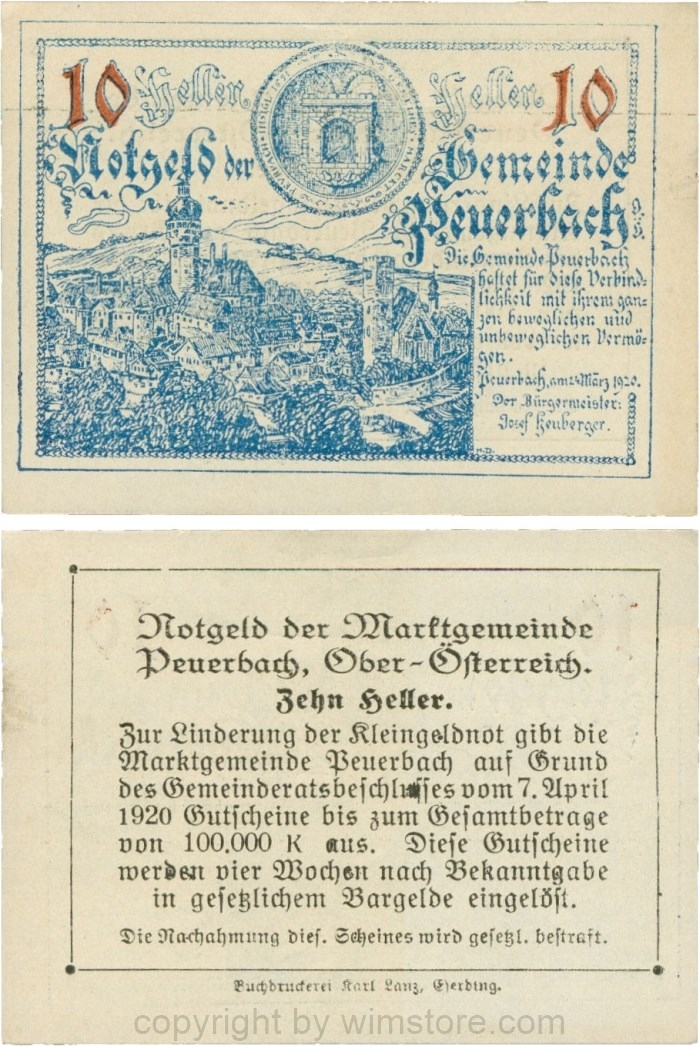 10 Heller Heller 10
Notgeld der Gemeinde
Peuerbach O.Ö.
Die Gemeinde Peuerbach
haftet für diese Verbind-
lichkeit mit ihrem gan-
zen beweglichen und
unbeweglichen Vermö-
gen.
Peuerbach, am 24 März 1920.
Der Bürgermeister:
Josef Heuberger.
Notgeld der Marktgemeinde
Peuerbach, Ober-Österreich.
Zehn Heller.
Zur Linderung der Kleingeldnot gibt die
Marktgemeinde Peuerbach auf Grund
des Gemeinderatsbeschlusses vom 7. April
1920 Gutscheine bis zum Gesamtbetrage
von 100.000 K aus. Diese Gutscheine
werden vier Wochen nach Bekanntgabe
in gesetzlichem Bargelde eingelöst.
Die Nachahmung dies. Scheines wird gesetzl. bestraft.
Buchdruckerei Karl Lanz, Eferding.
copyright by wimstore.com